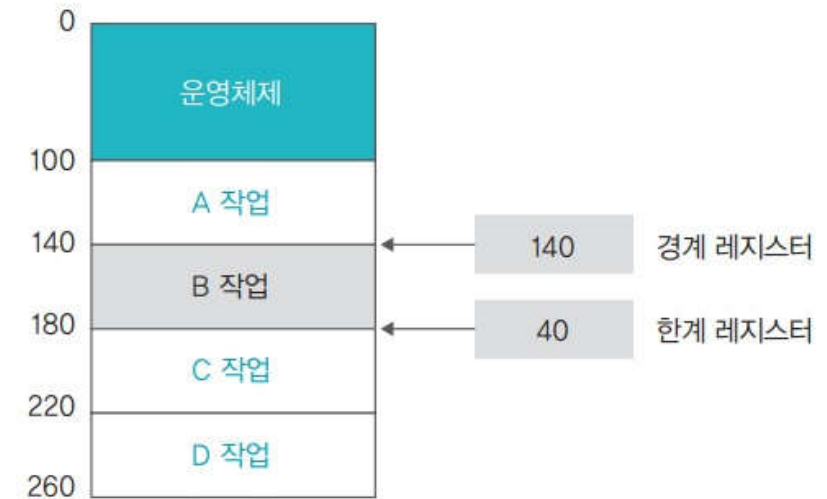 0
운영체제
100
A 작업
140
140 경계 레지스터
B 작업
180
40 한계 레지스터
C 작업
220
D 작업
260